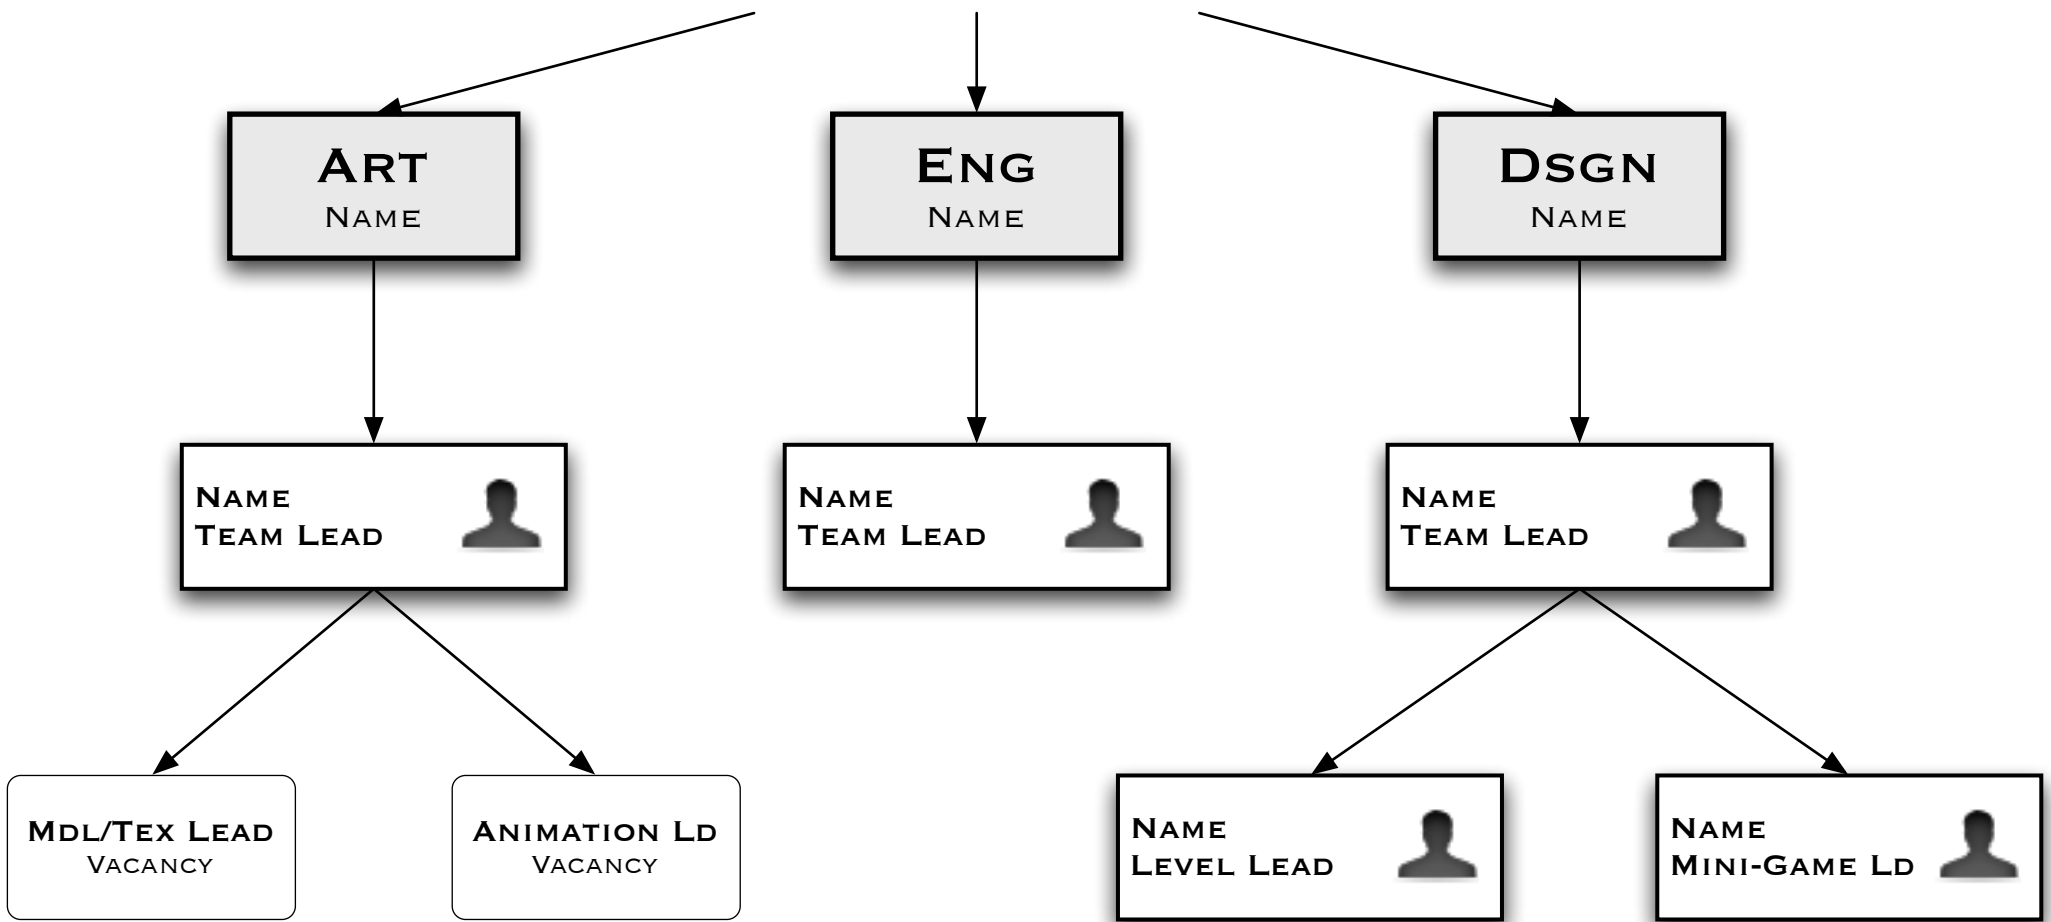 ART
NAME
ENG
NAME
DSGN
NAME
NAME
TEAM LEAD
NAME
TEAM LEAD
NAME
TEAM LEAD
MDL/TEX LEAD
VACANCY
ANIMATION LD
VACANCY
NAME
LEVEL LEAD
NAME
MINI-GAME LD